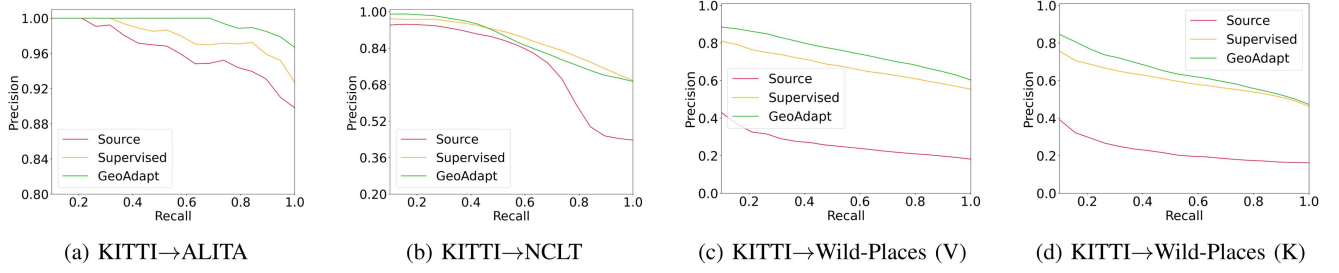 1.00
0.96
0.92
0.88
0.84
0.80
Precision
0.2 0.4 0.6 0.8 1.0
Recall
Source
Supervised
GeoAdapt
(a) KITTI→ALITA
1.00
0.84
0.68
0.52
0.36
0.20
Precision
0.2 0.4 0.6 0.8 1.0
Recall
Source
Supervised
GeoAdapt
(b) KITTI→NCLT
1.0
0.8
0.6
0.4
0.2
0.0
Precision
0.2 0.4 0.6 0.8 1.0
Recall
Source
Supervised
GeoAdapt
(c) KITTI→Wild-Places (V)
1.0
0.8
0.6
0.4
0.2
0.0
Precision
0.2 0.4 0.6 0.8 1.0
Recall
Source
Supervised
GeoAdapt
(d) KITTI→Wild-Places (K)